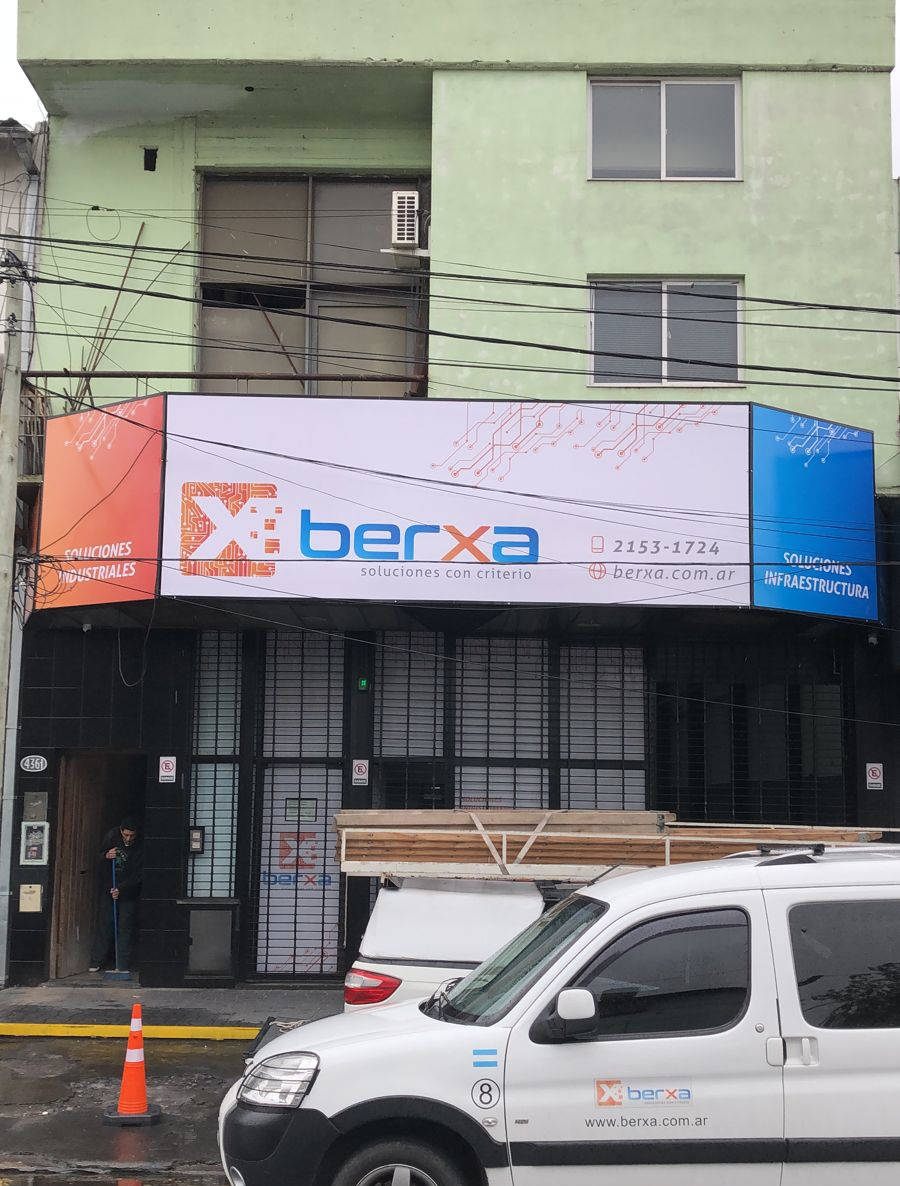 SOLUCIONES
INDUSTRIALES
berxa
soluciones con criterio
2153-1724
berxa.com.ar
SOLUCIONES
INFRAESTRUCTURA
4361
E
E
E
berxa
8
berxa
www.berxa.com.ar